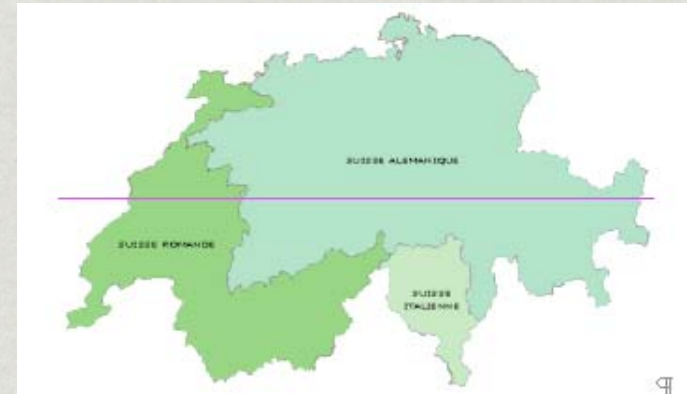 SUISSE ALEMANIQUE
SUISSE ROMANDE
SUISSE
ITALIENNE
¶